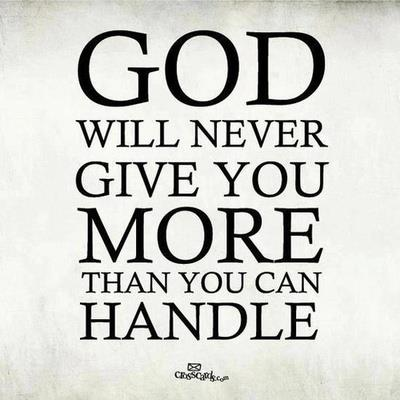 GOD
WILL NEVER
GIVE YOU
MORE
THAN YOU CAN
HANDLE
crosscards.com